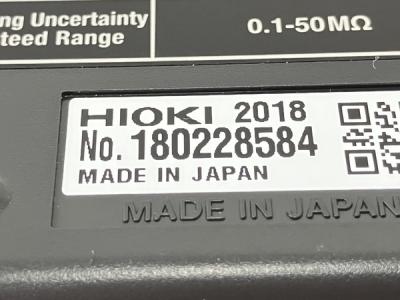 ng Uncertainty
teed Range
0.1-50MΩ
HIOKI 2018
No. 180228584
MADE IN JAPAN
MADE IN JAPAN